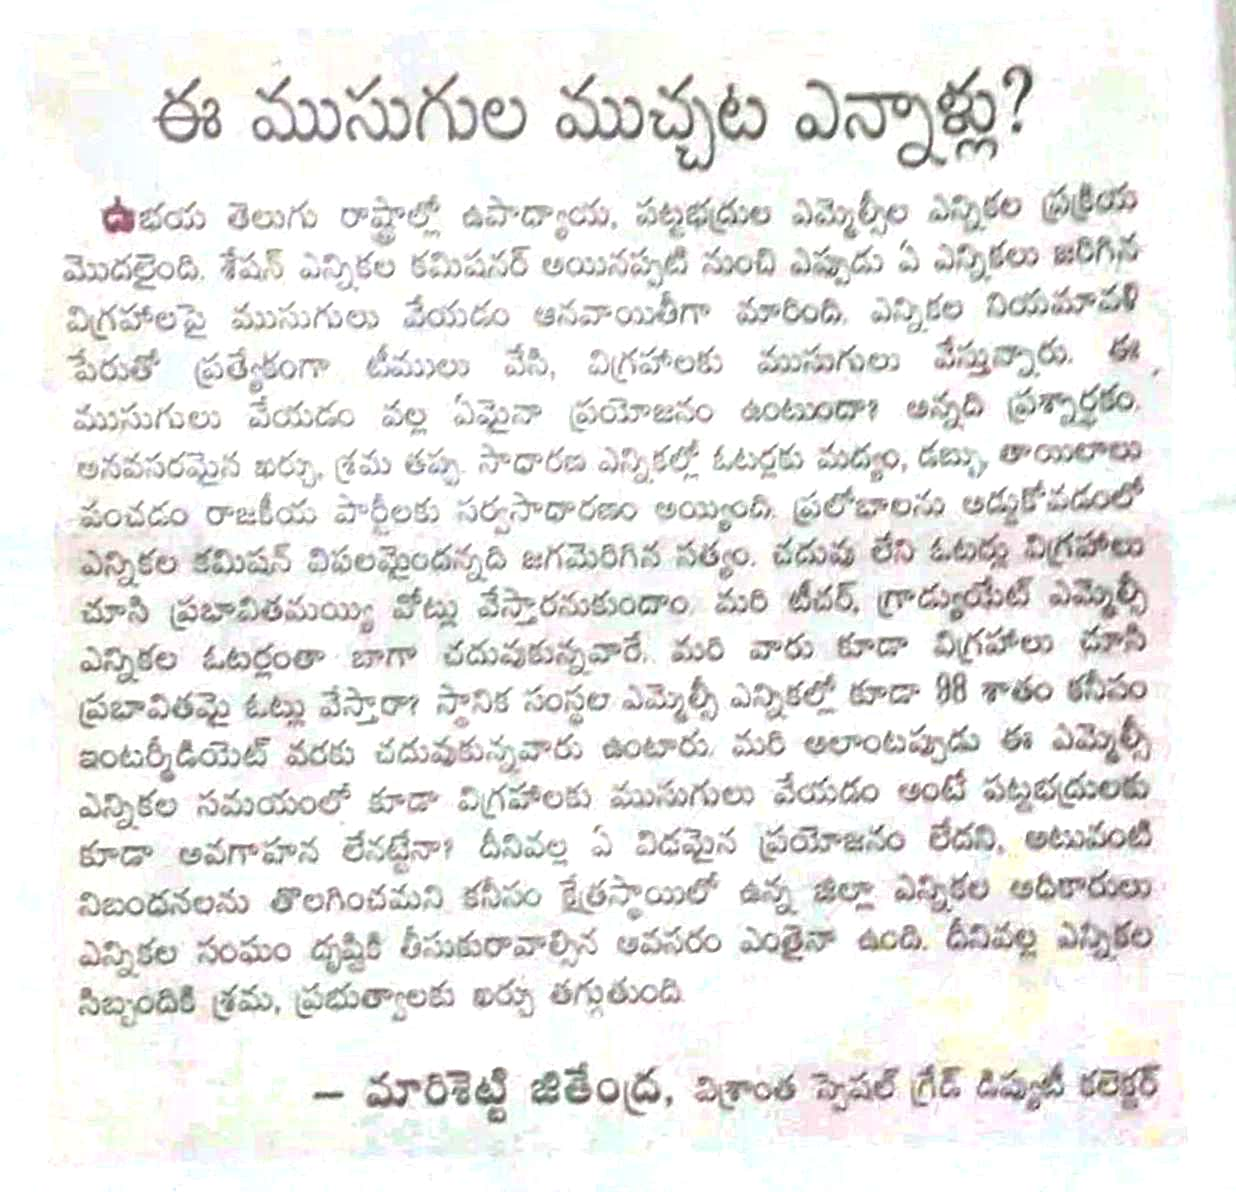 ఈ ముసుగుల ముచ్చట ఎన్నాళ్లు?
ఉభయ తెలుగు రాష్ట్రాల్లో ఉపాధ్యాయ, పట్టభద్రుల ఎమ్మెల్సీల ఎన్నికల ప్రక్రియ
మొదలైంది. శేషన్ ఎన్నికల కమిషనర్ అయినప్పటి నుంచి ఎప్పుడు ఏ ఎన్నికలు జరిగిన
విగ్రహాలపై ముసుగులు వేయడం ఆనవాయితీగా మారింది. ఎన్నికల నియమావళి
పేరుతో ప్రత్యేకంగా టీములు వేసి, విగ్రహాలకు ముసుగులు వేస్తున్నారు. ఈ
ముసుగులు వేయడం వల్ల ఏమైనా ప్రయోజనం ఉంటుందా? అన్నది ప్రశ్నార్థకం.
అనవసరమైన ఖర్చు, శ్రమ తప్ప. సాధారణ ఎన్నికల్లో ఓటర్లకు మద్యం, డబ్బు, తాయిలాలు
పంచడం రాజకీయ పార్టీలకు సర్వసాధారణం అయ్యింది. ప్రలోభాలను అడ్డుకోవడంలో
ఎన్నికల కమిషన్ విఫలమైందన్నది జగమెరిగిన సత్యం. చదువు లేని ఓటర్లు విగ్రహాలు
చూసి ప్రభావితమయ్యి వోట్లు వేస్తారనుకుందాం. మరి టీచర్, గ్రాడ్యుయేట్ ఎమ్మెల్సీ
ఎన్నికల ఓటర్లంతా బాగా చదువుకున్నవారే. మరి వారు కూడా విగ్రహాలు చూసి
ప్రభావితమై ఓట్లు వేస్తారా? స్థానిక సంస్థల ఎమ్మెల్సీ ఎన్నికల్లో కూడా 98 శాతం కనీసం
ఇంటర్మీడియెట్ వరకు చదువుకున్నవారు ఉంటారు. మరి అలాంటప్పుడు ఈ ఎమ్మెల్సీ
ఎన్నికల సమయంలో కూడా విగ్రహాలకు ముసుగులు వేయడం అంటే పట్టభద్రులకు
కూడా అవగాహన లేనట్టేనా? దీనివల్ల ఏ విధమైన ప్రయోజనం లేదని, అటువంటి
నిబంధనలను తొలగించమని కనీసం క్షేత్రస్థాయిలో ఉన్న జిల్లా ఎన్నికల అధికారులు
ఎన్నికల సంఘం దృష్టికి తీసుకురావాల్సిన అవసరం ఎంతైనా ఉంది. దీనివల్ల ఎన్నికల
సిబ్బందికి శ్రమ, ప్రభుత్వాలకు ఖర్చు తగ్గుతుంది.
– మారిశెట్టి జితేంద్ర, విశ్రాంత స్పెషల్ గ్రేడ్ డిప్యుటీ కలెక్టర్